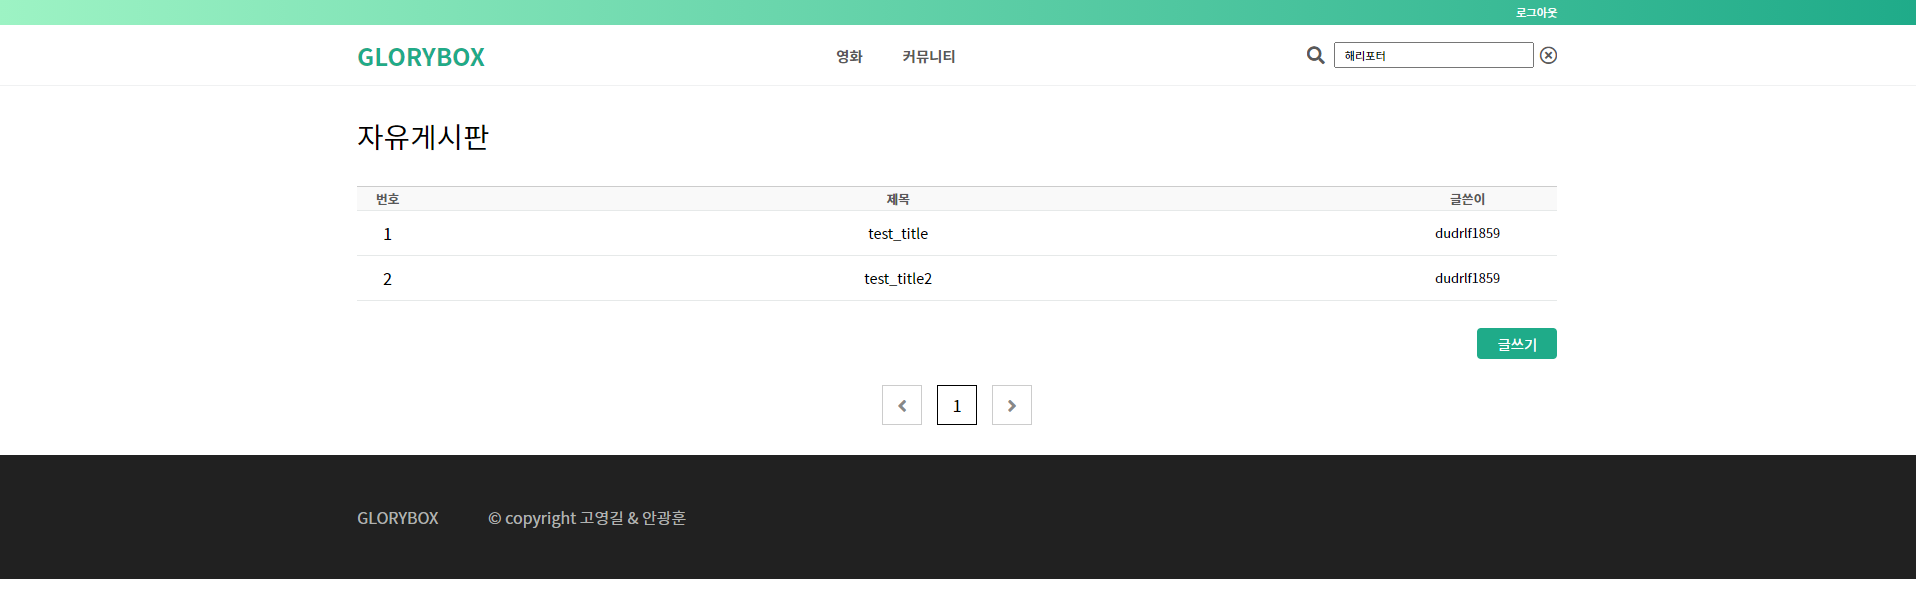 로그아웃
GLORYBOX 영화 커뮤니티 해리포터
자유게시판
번호 제목 글쓴이
1 test_title dudrlf1859
2 test_title2 dudrlf1859
글쓰기
1
GLORYBOX © copyright 고영길 & 안광훈